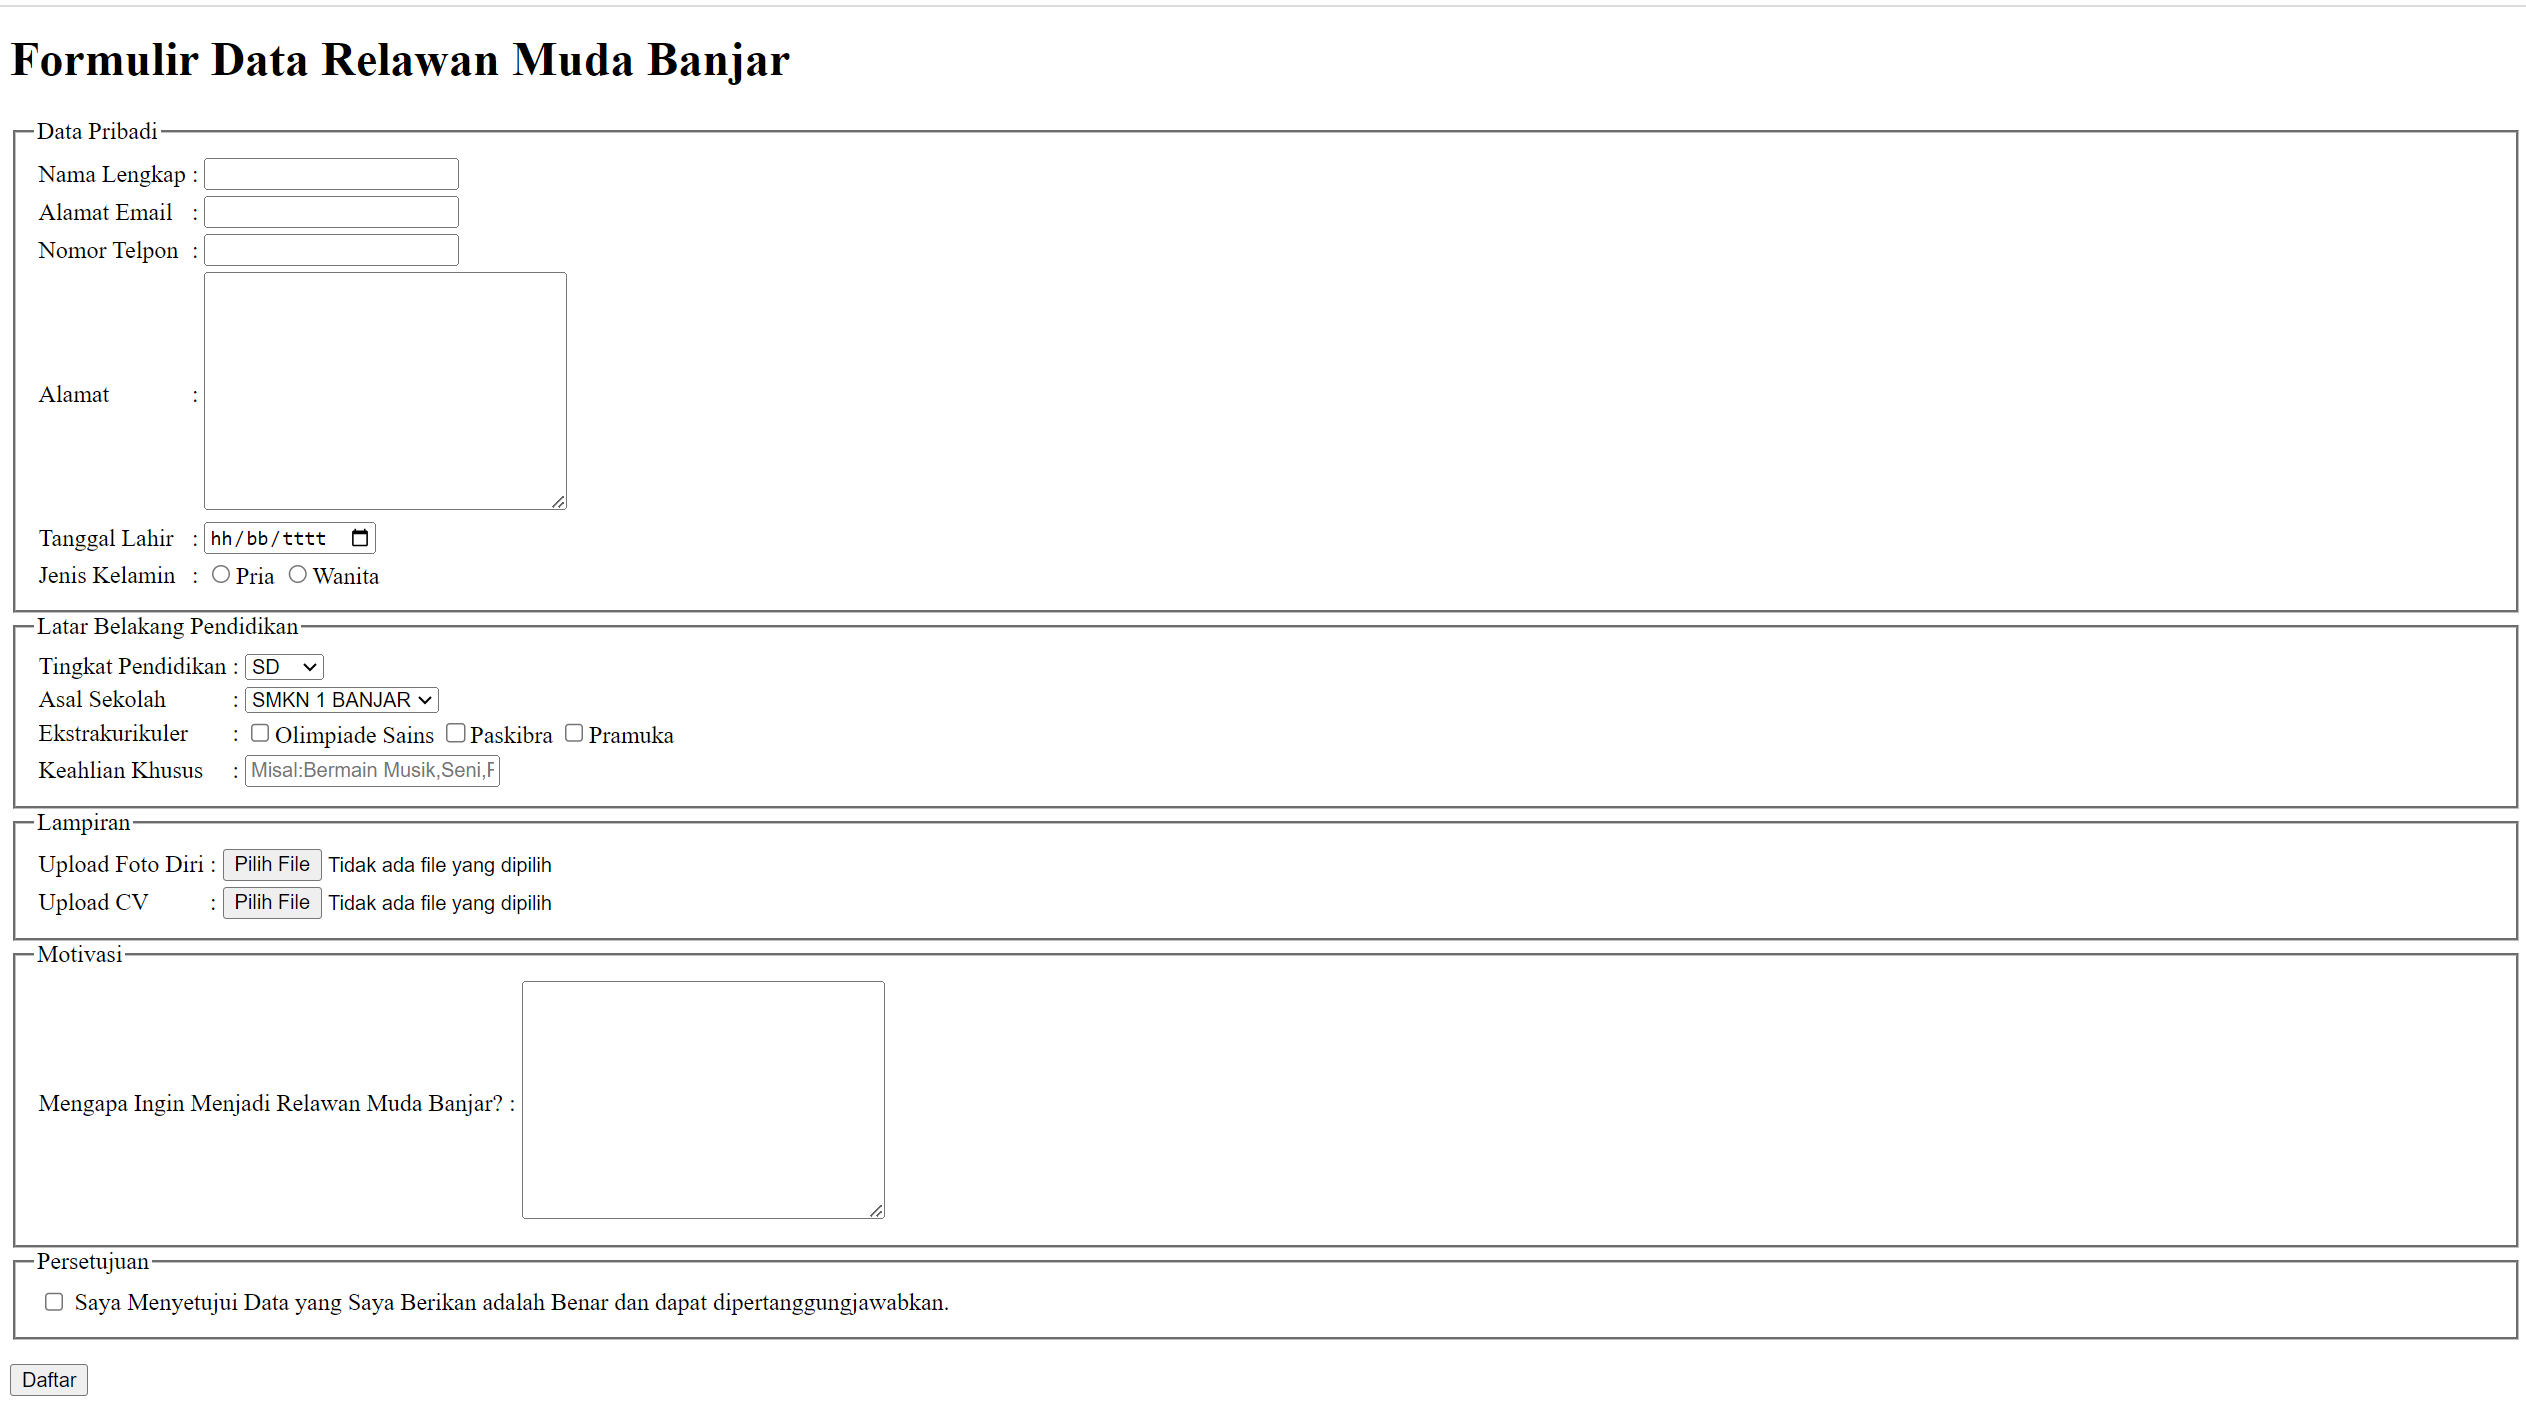 Formulir Data Relawan Muda Banjar
Data Pribadi
Nama Lengkap :
Alamat Email :
Nomor Telpon :
Alamat :
Tanggal Lahir : hh/bb/tttt
Jenis Kelamin : Pria Wanita
Latar Belakang Pendidikan
Tingkat Pendidikan : SD
Asal Sekolah : SMKN 1 BANJAR
Ekstrakurikuler : Olimpiade Sains Paskibra Pramuka
Keahlian Khusus : Misal:Bermain Musik,Seni,
Lampiran
Upload Foto Diri : Pilih File Tidak ada file yang dipilih
Upload CV : Pilih File Tidak ada file yang dipilih
Motivasi
Mengapa Ingin Menjadi Relawan Muda Banjar? :
Persetujuan
Saya Menyetujui Data yang Saya Berikan adalah Benar dan dapat dipertanggungjawabkan.
Daftar